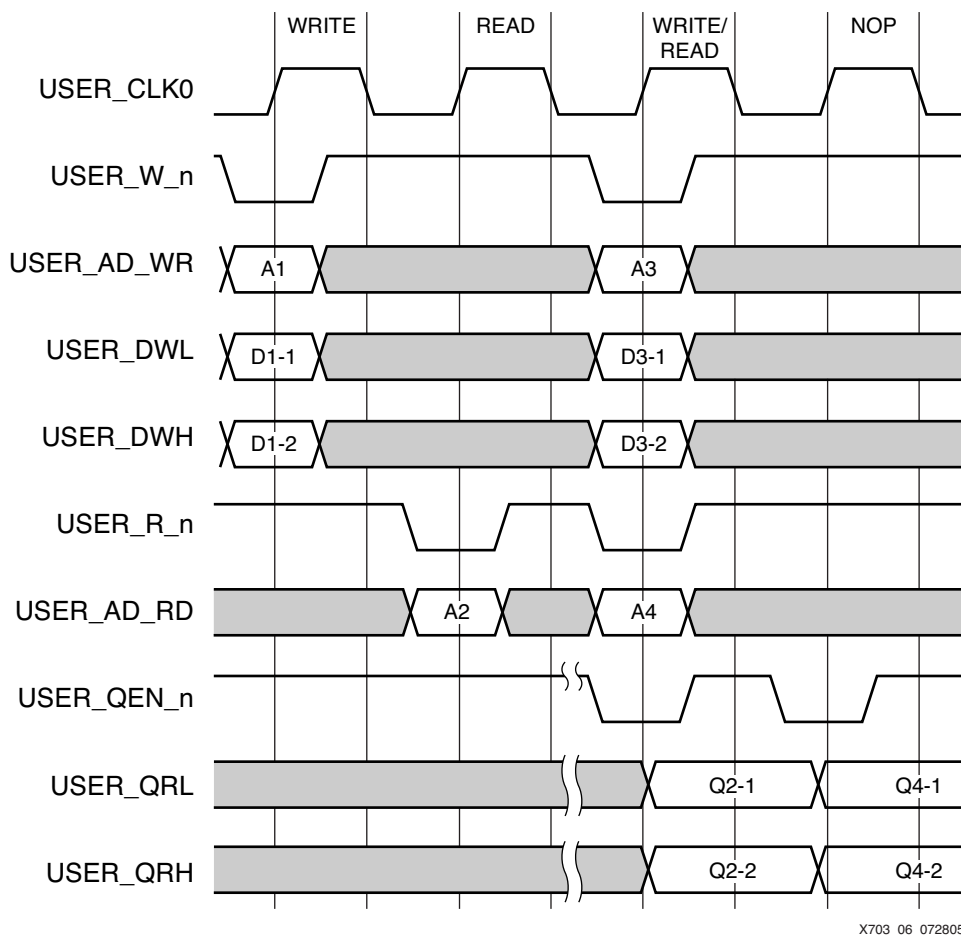 WRITE READ WRITE/ NOP
READ
USER_CLK0
USER_W_n
USER_AD_WR A1 A3
USER_DWL D1-1 D3-1
USER_DWH D1-2 D3-2
USER_R_n
USER_AD_RD A2 A4
USER_QEN_n
USER_QRL Q2-1 Q4-1
USER_QRH Q2-2 Q4-2
X703_06_072805